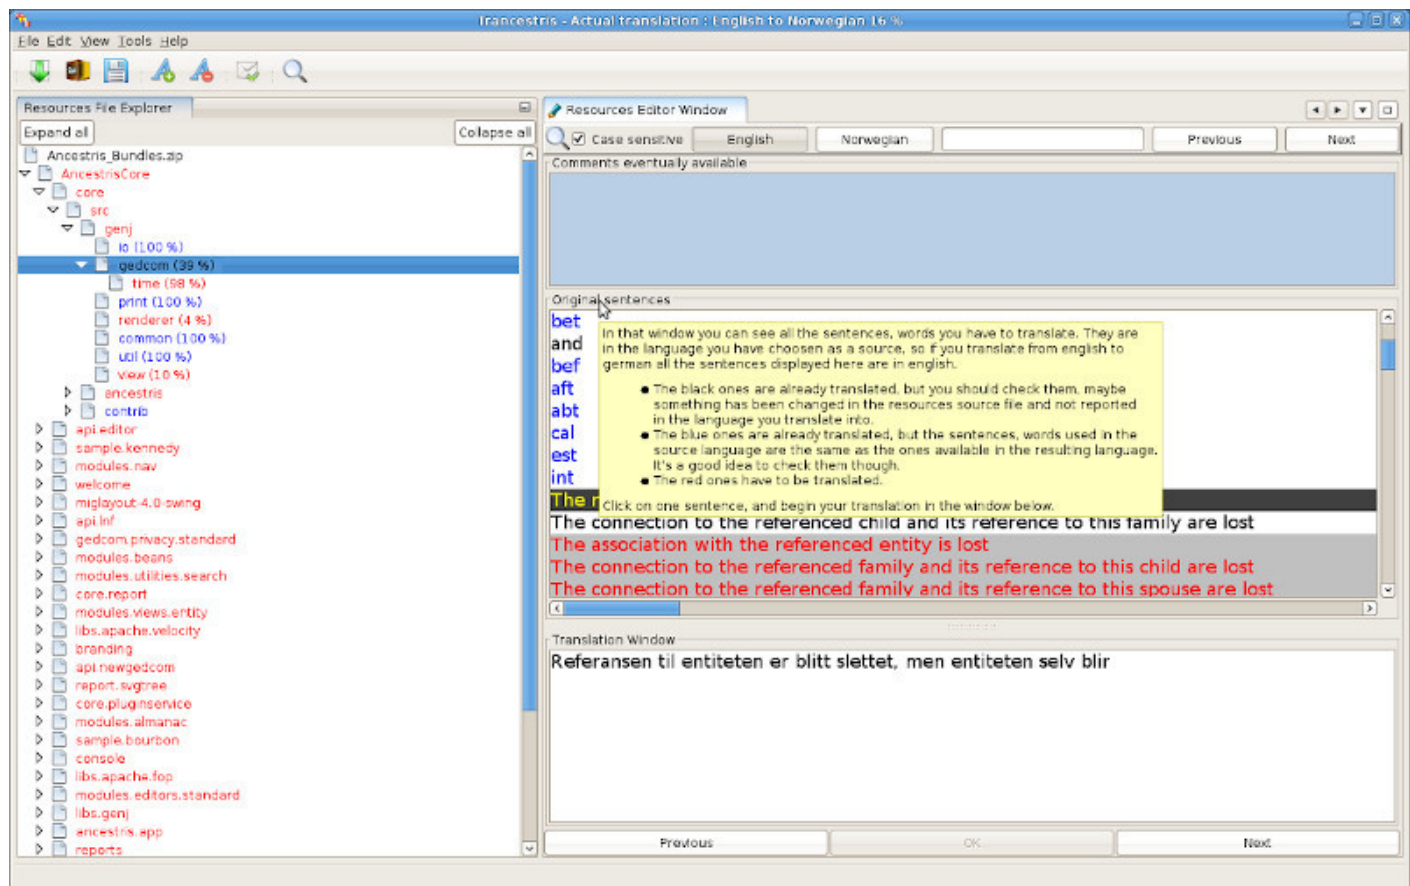 Trancestris - Actual translation : English to Norwegian 16 %
File Edit View Tools Help
Resources File Explorer
Expand all
Collapse all
Ancestris_Bundles.zip
AncestrisCore
core
src
genj
io (100 %)
gedcom (39 %)
time (98 %)
print (100 %)
renderer (4 %)
common (100 %)
util (100 %)
view (10 %)
ancestris
contrib
api.editor
sample.kennedy
modules.nav
welcome
miglayout-4.0-swing
api.lnf
gedcom.privacy.standard
modules.beans
modules.utilities.search
core.report
modules.views.entity
libs.apache.velocity
branding
api.newgedcom
report.svgtree
core.pluginservice
modules.almanac
sample.bourbon
console
libs.apache.fop
modules.editors.standard
libs.genj
ancestris.app
reports
Resources Editor Window
Case sensitive
English
Norwegian
Previous
Next
Comments eventually available
Original sentences
bet
and
bef
aft
abt
cal
est
int
In that window you can see all the sentences, words you have to translate. They are
in the language you have choosen as a source, so if you translate from english to
german all the sentences displayed here are in english.
● The black ones are already translated, but you should check them, maybe
something has been changed in the resources source file and not reported
in the language you translate into.
● The blue ones are already translated, but the sentences, words used in the
source language are the same as the ones available in the resulting language.
It's a good idea to check them though.
● The red ones have to be translated.
Click on one sentence, and begin your translation in the window below.
The
The connection to the referenced child and its reference to this family are lost
The association with the referenced entity is lost
The connection to the referenced family and its reference to this child are lost
The connection to the referenced family and its reference to this spouse are lost
Translation Window
Referansen til entiteten er blitt slettet, men entiteten selv blir
Previous
OK
Next